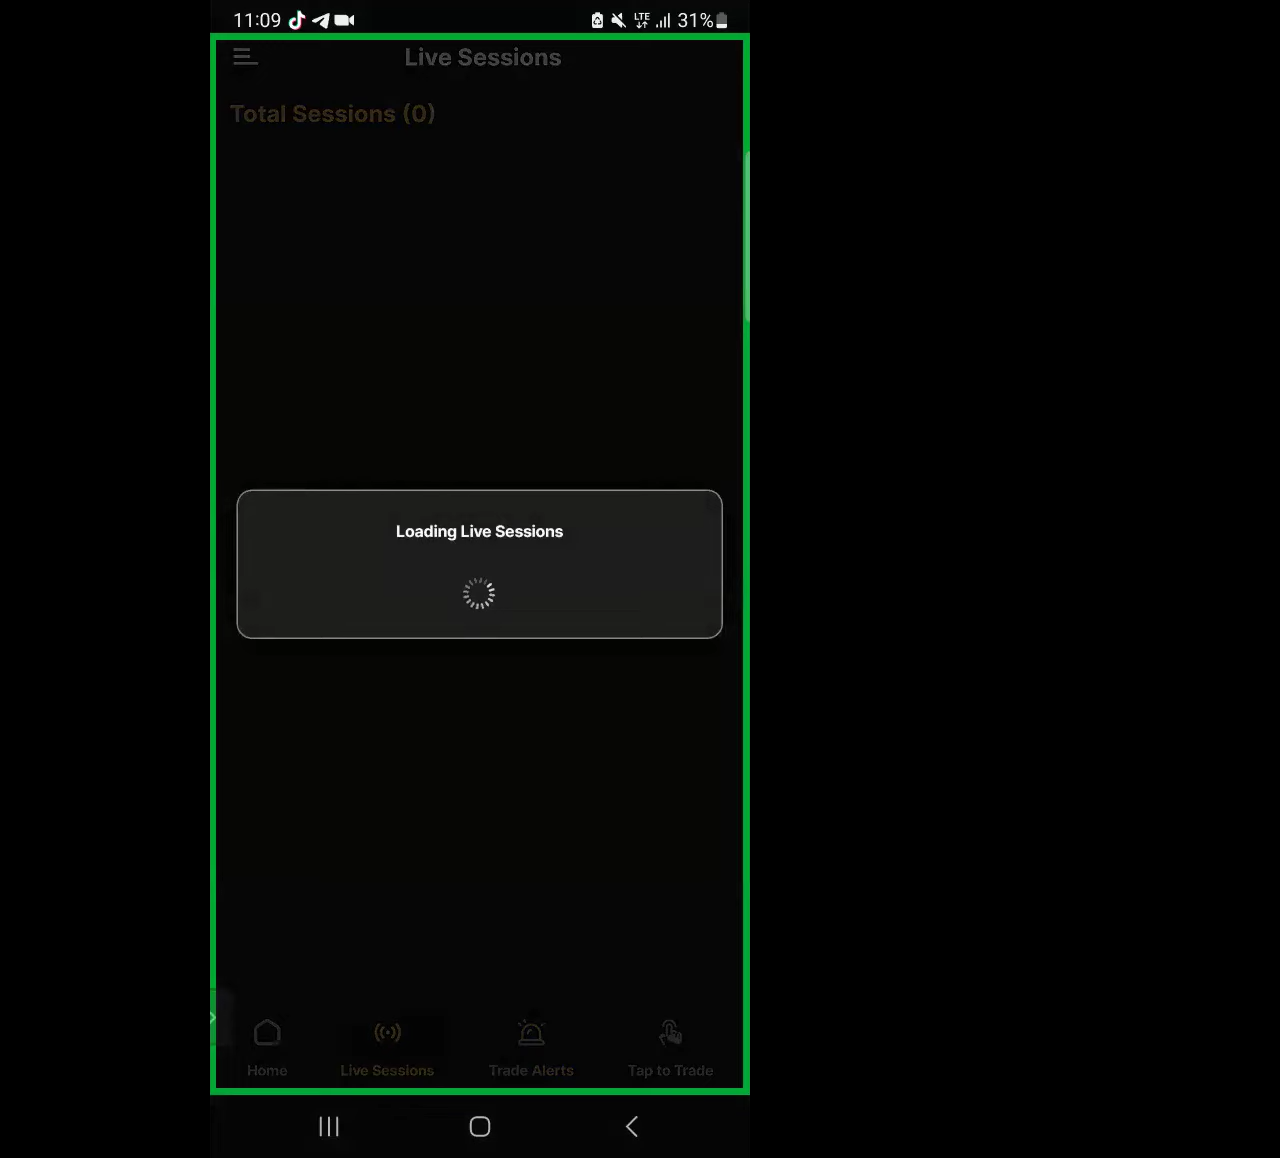 11:09
LTE 31%
Live Sessions
Total Sessions (0)
Loading Live Sessions
Home Live Sessions Trade Alerts Tap to Trade